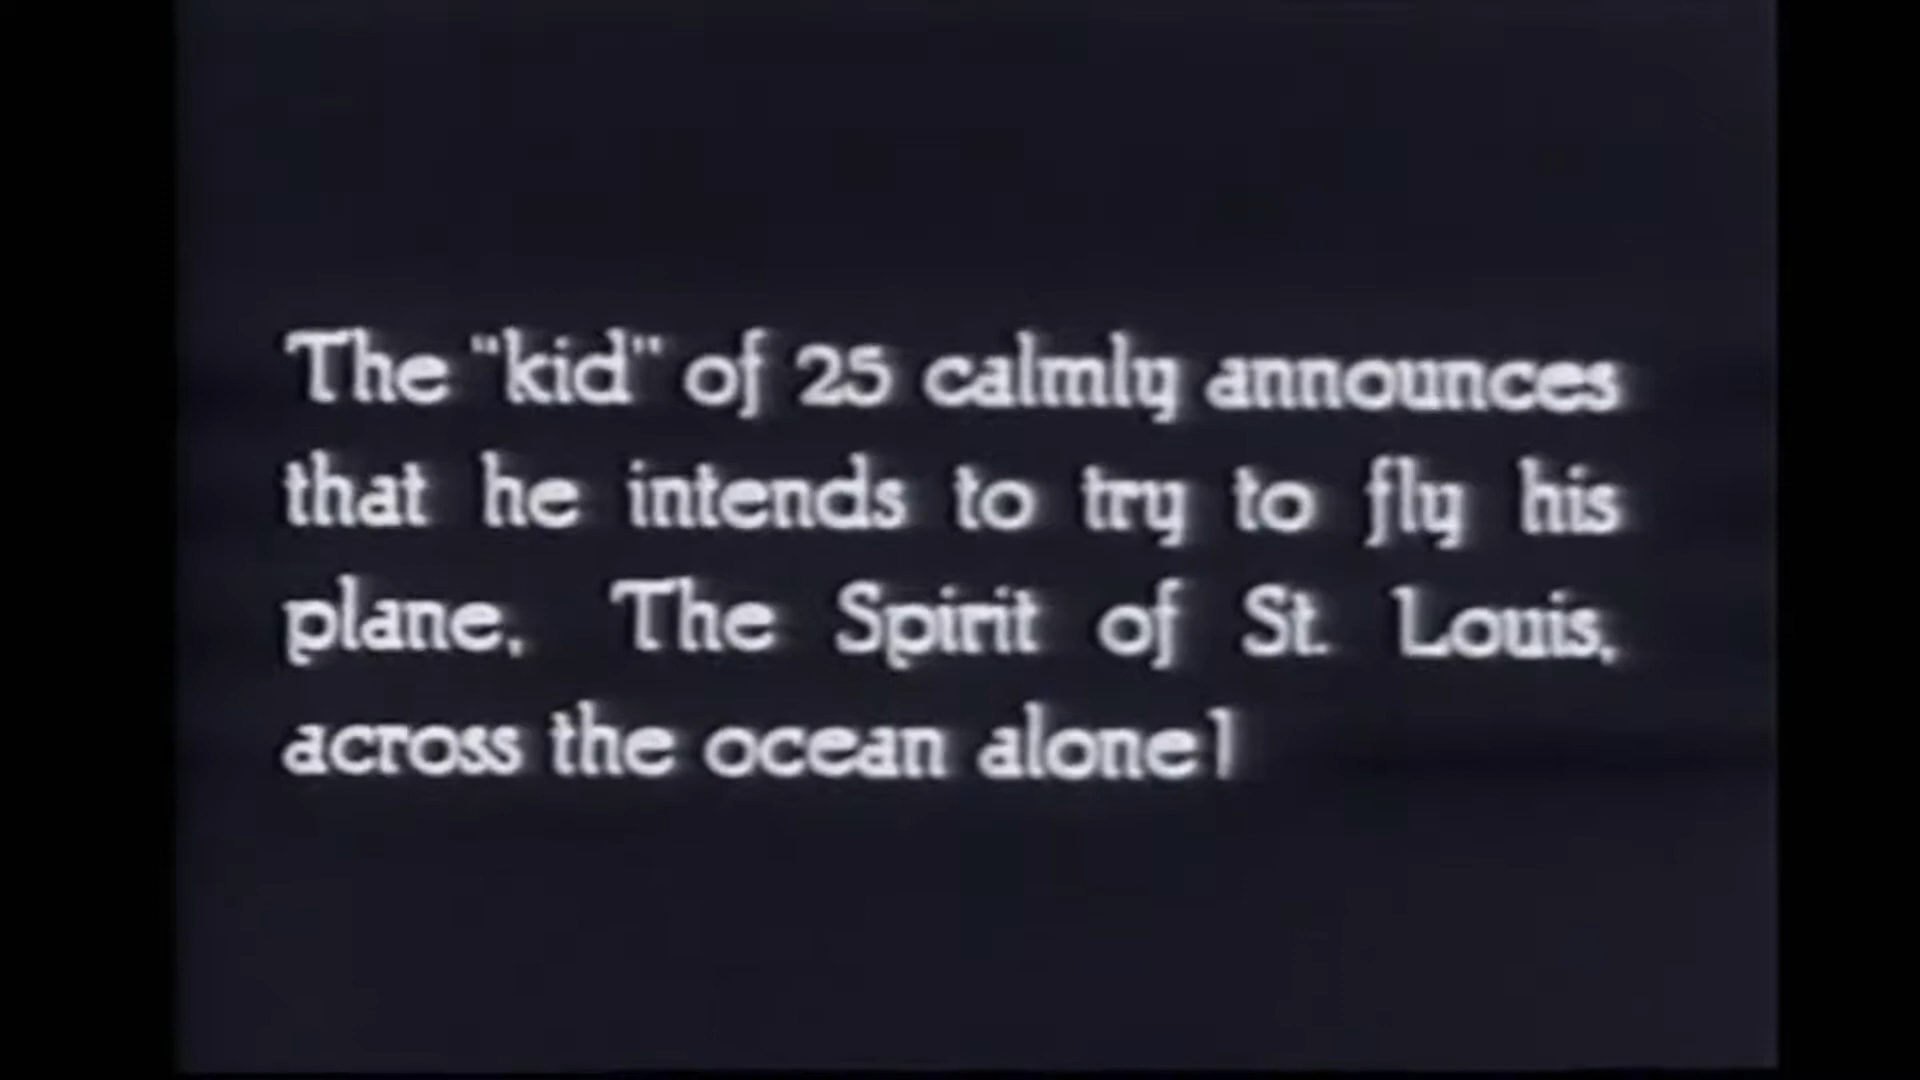 The "kid" of 25 calmly announces
that he intends to try to fly his
plane, The Spirit of St. Louis,
across the ocean alone!